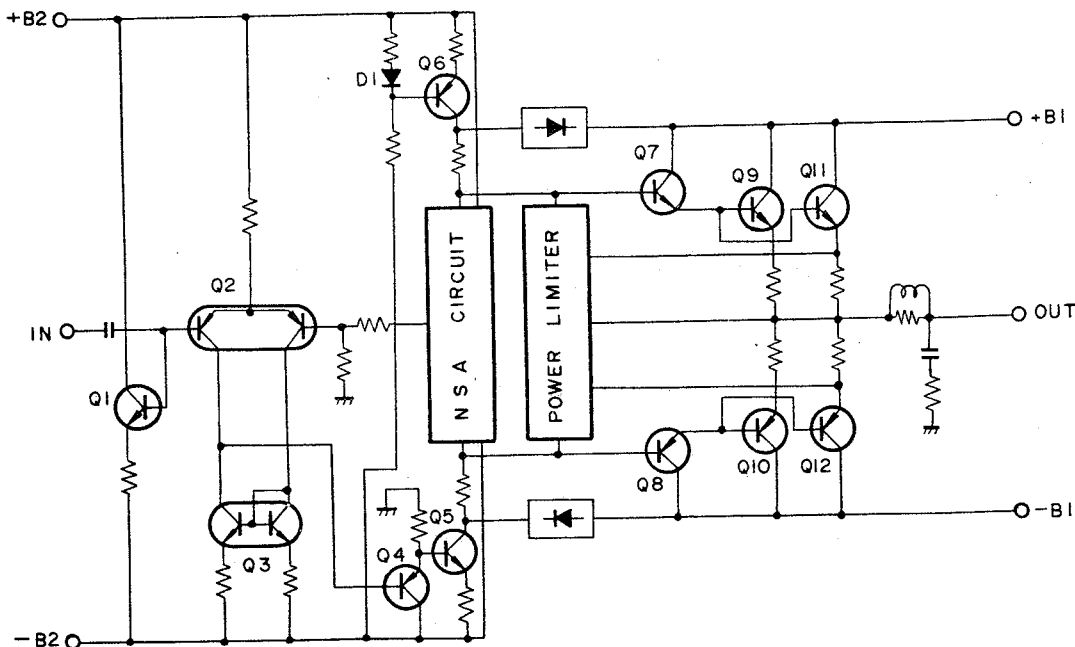 +B2
Q6
D1
+B1
Q7
Q9
Q11
Q2
NSA CIRCUIT
POWER LIMITER
IN
OUT
Q1
Q8
Q10
Q12
Q5
Q3
Q4
-B1
-B2